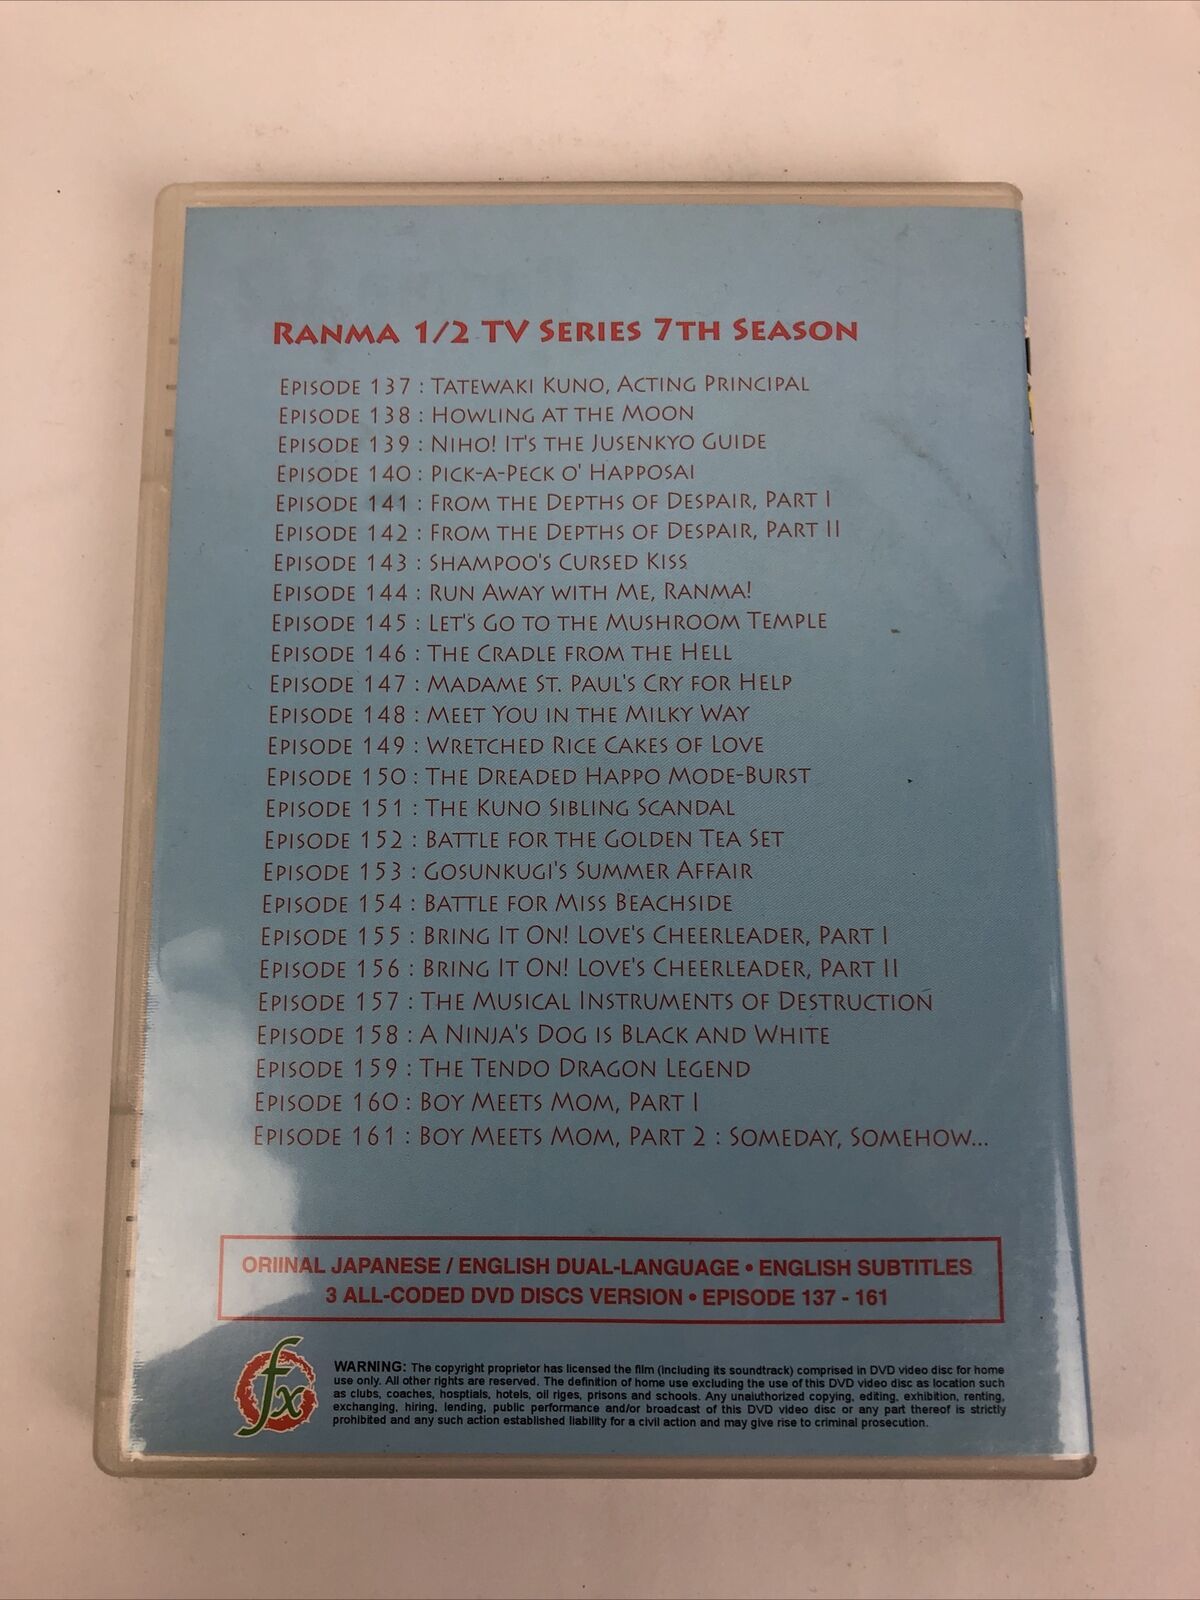 Ranma 1/2 TV Series 7th Season
Episode 137 : Tatewaki Kuno, Acting Principal
Episode 138 : Howling at the Moon
Episode 139 : Niho! It's the Jusenkyo Guide
Episode 140 : Pick-a-Peck o' Happosai
Episode 141 : From the Depths of Despair, Part I
Episode 142 : From the Depths of Despair, Part II
Episode 143 : Shampoo's Cursed Kiss
Episode 144 : Run Away with Me, Ranma!
Episode 145 : Let's Go to the Mushroom Temple
Episode 146 : The Cradle from the Hell
Episode 147 : Madame St. Paul's Cry for Help
Episode 148 : Meet You in the Milky Way
Episode 149 : Wretched Rice Cakes of Love
Episode 150 : The Dreaded Happo Mode-Burst
Episode 151 : The Kuno Sibling Scandal
Episode 152 : Battle for the Golden Tea Set
Episode 153 : Gosunkugi's Summer Affair
Episode 154 : Battle for Miss Beachside
Episode 155 : Bring It On! Love's Cheerleader, Part I
Episode 156 : Bring It On! Love's Cheerleader, Part II
Episode 157 : The Musical Instruments of Destruction
Episode 158 : A Ninja's Dog is Black and White
Episode 159 : The Tendo Dragon Legend
Episode 160 : Boy Meets Mom, Part I
Episode 161 : Boy Meets Mom, Part 2 : Someday, Somehow...
ORIINAL JAPANESE / ENGLISH DUAL-LANGUAGE • ENGLISH SUBTITLES
3 ALL-CODED DVD DISCS VERSION • EPISODE 137 - 161
fx
WARNING: The copyright proprietor has licensed the film (including its soundtrack) comprised in DVD video disc for home
use only. All other rights are reserved. The definition of home use excluding the use of this DVD video disc as location such
as clubs, coaches, hosptials, hotels, oil riges, prisons and schools. Any unauthorized copying, editing, exhibition, renting,
exchanging, hiring, lending, public performance and/or broadcast of this DVD video disc or any part thereof is strictly
prohibited and any such action established liability for a civil action and may give rise to criminal prosecution.